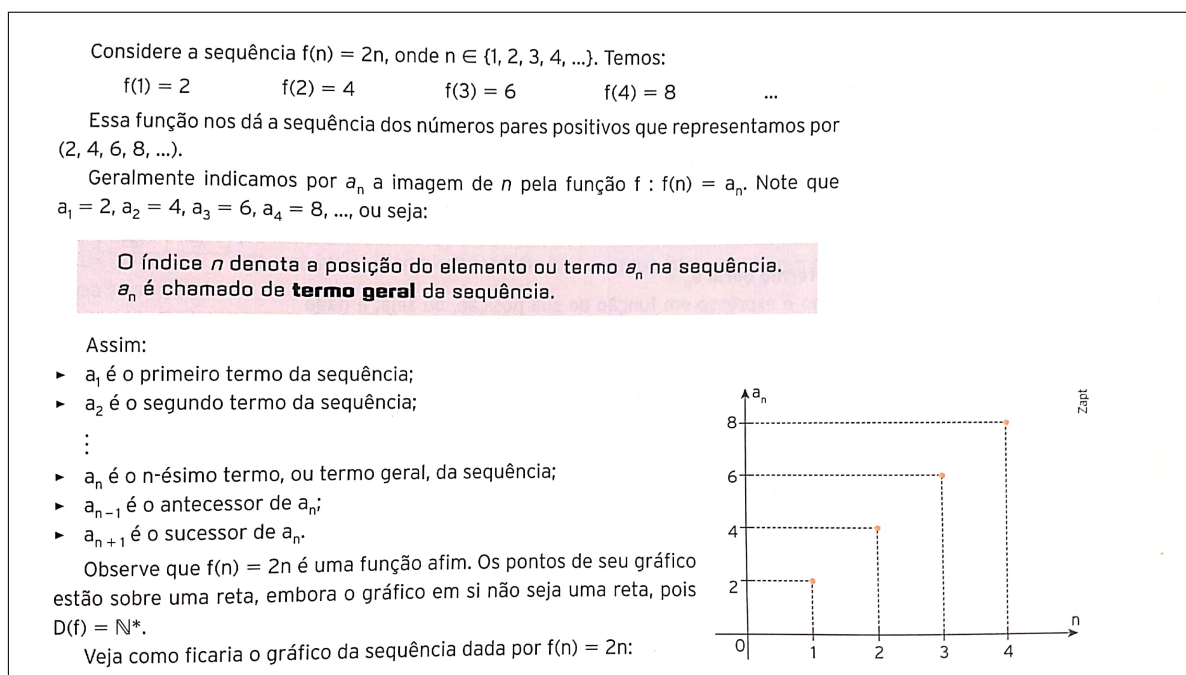 Considere a sequência f(n) = 2n, onde n ∈ {1, 2, 3, 4, ...}. Temos:
f(1) = 2 f(2) = 4 f(3) = 6 f(4) = 8 ...
Essa função nos dá a sequência dos números pares positivos que representamos por
(2, 4, 6, 8, ...).
Geralmente indicamos por aₙ a imagem de n pela função f : f(n) = aₙ. Note que
a₁ = 2, a₂ = 4, a₃ = 6, a₄ = 8, ..., ou seja:
O índice n denota a posição do elemento ou termo aₙ na sequência.
aₙ é chamado de termo geral da sequência.
Assim:
► a₁ é o primeiro termo da sequência;
► a₂ é o segundo termo da sequência;
⋮
► aₙ é o n-ésimo termo, ou termo geral, da sequência;
► aₙ₋₁ é o antecessor de aₙ;
► aₙ₊₁ é o sucessor de aₙ.
Observe que f(n) = 2n é uma função afim. Os pontos de seu gráfico
estão sobre uma reta, embora o gráfico em si não seja uma reta, pois
D(f) = ℕ*.
Veja como ficaria o gráfico da sequência dada por f(n) = 2n:
aₙ
8
6
4
2
0 1 2 3 4
n
Zapt